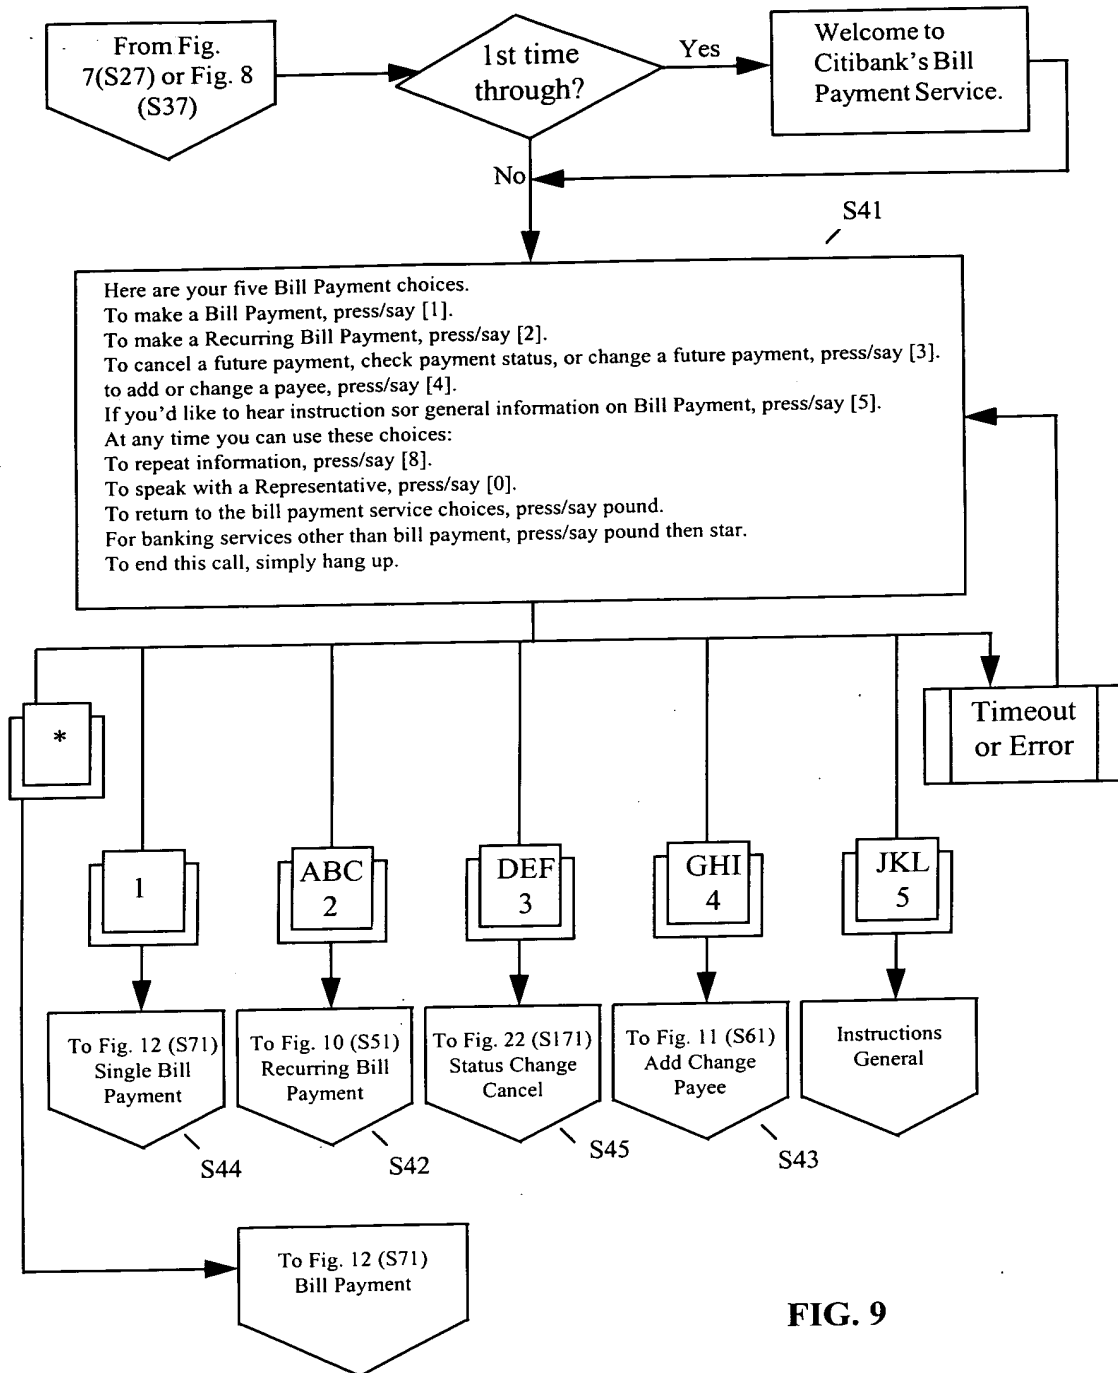 From Fig.
7(S27) or Fig. 8
(S37)
1st time
through?
Yes
Welcome to
Citibank's Bill
Payment Service.
No
S41
Here are your five Bill Payment choices.
To make a Bill Payment, press/say [1].
To make a Recurring Bill Payment, press/say [2].
To cancel a future payment, check payment status, or change a future payment, press/say [3].
to add or change a payee, press/say [4].
If you'd like to hear instruction sor general information on Bill Payment, press/say [5].
At any time you can use these choices:
To repeat information, press/say [8].
To speak with a Representative, press/say [0].
To return to the bill payment service choices, press/say pound.
For banking services other than bill payment, press/say pound then star.
To end this call, simply hang up.
*
Timeout
or Error
1
ABC
2
DEF
3
GHI
4
JKL
5
To Fig. 12 (S71)
Single Bill
Payment
S44
To Fig. 10 (S51)
Recurring Bill
Payment
S42
To Fig. 22 (S171)
Status Change
Cancel
S45
To Fig. 11 (S61)
Add Change
Payee
S43
Instructions
General
To Fig. 12 (S71)
Bill Payment
FIG. 9